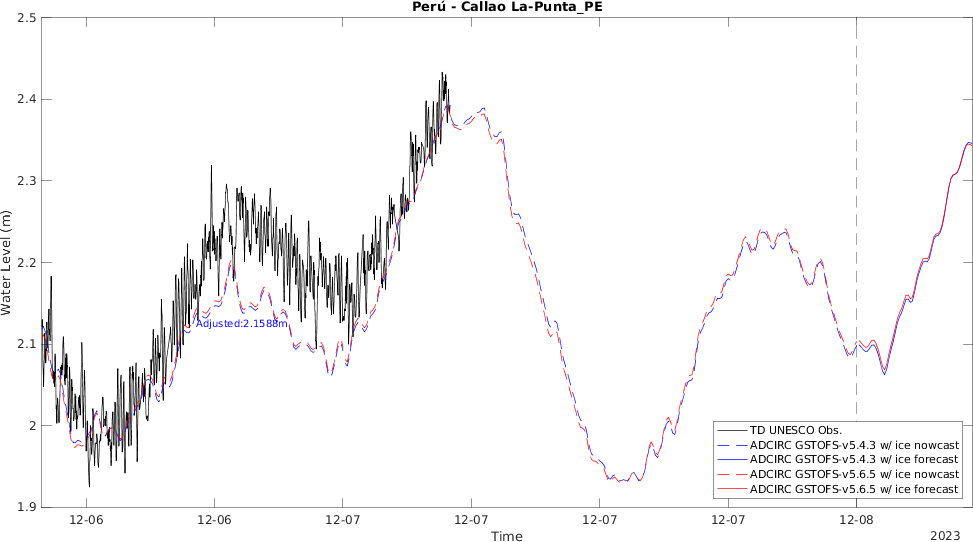 Perú - Callao La-Punta_PE
2.5
2.4
2.3
2.2
2.1
2
1.9
Water Level (m)
Adjusted:2.1588m
TD UNESCO Obs.
ADCIRC GSTOFS-v5.4.3 w/ ice nowcast
ADCIRC GSTOFS-v5.4.3 w/ ice forecast
ADCIRC GSTOFS-v5.6.5 w/ ice nowcast
ADCIRC GSTOFS-v5.6.5 w/ ice forecast
12-06 12-06 12-07 12-07 12-07 12-07 12-08
Time
2023